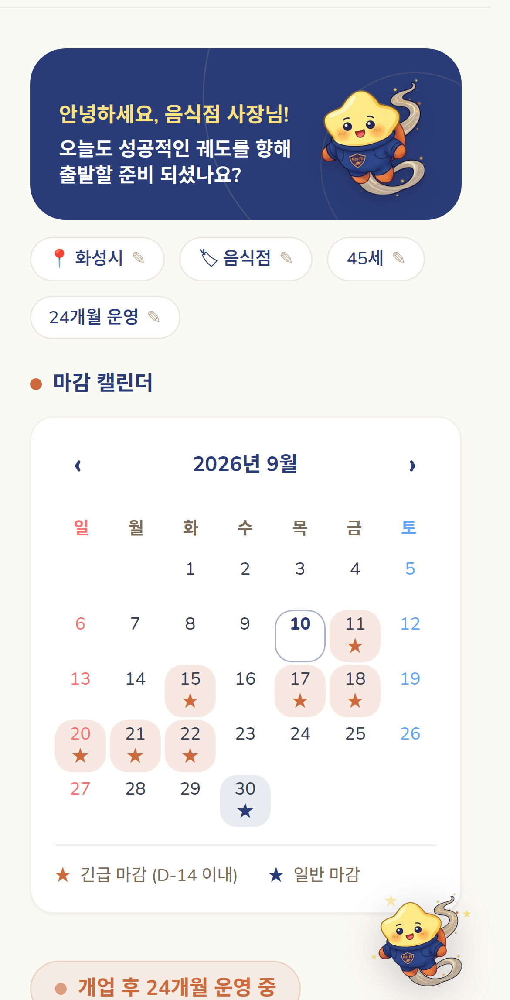 안녕하세요, 음식점 사장님!
오늘도 성공적인 궤도를 향해
출발할 준비 되셨나요?
Mars Fit
화성시
음식점
45세
24개월 운영
마감 캘린더
‹ 2026년 9월 ›
일 월 화 수 목 금 토
1 2 3 4 5
6 7 8 9 10 11 12
★
13 14 15 16 17 18 19
★ ★ ★
20 21 22 23 24 25 26
★ ★ ★
27 28 29 30
★
★ 긴급 마감 (D-14 이내) ★ 일반 마감
Mars Fit
개업 후 24개월 운영 중